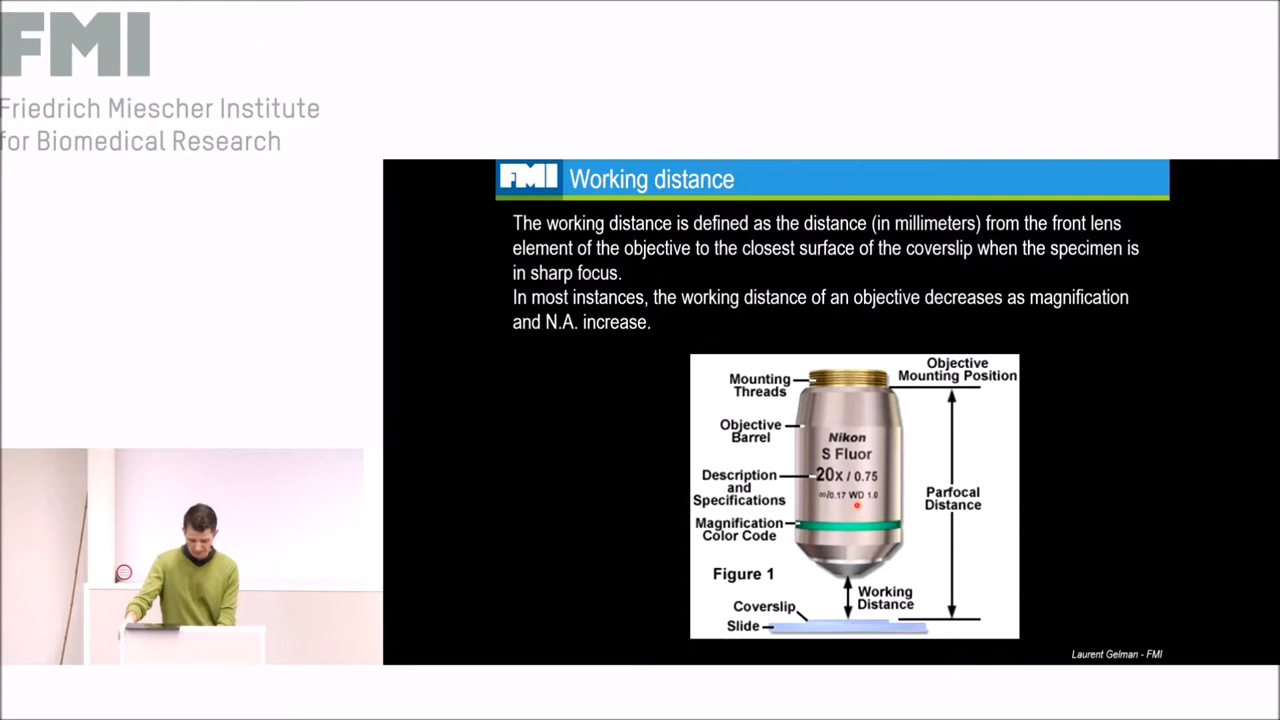 FMI
Friedrich Miescher Institute
for Biomedical Research
FMI Working distance
The working distance is defined as the distance (in millimeters) from the front lens
element of the objective to the closest surface of the coverslip when the specimen is
in sharp focus.
In most instances, the working distance of an objective decreases as magnification
and N.A. increase.
Objective
Mounting Position
Mounting
Threads
Objective
Barrel
Nikon
S Fluor
20x / 0.75
∞/0.17 WD 1.0
Description
and
Specifications
Parfocal
Distance
Magnification
Color Code
Figure 1
Working
Distance
Coverslip
Slide
Laurent Gelman - FMI